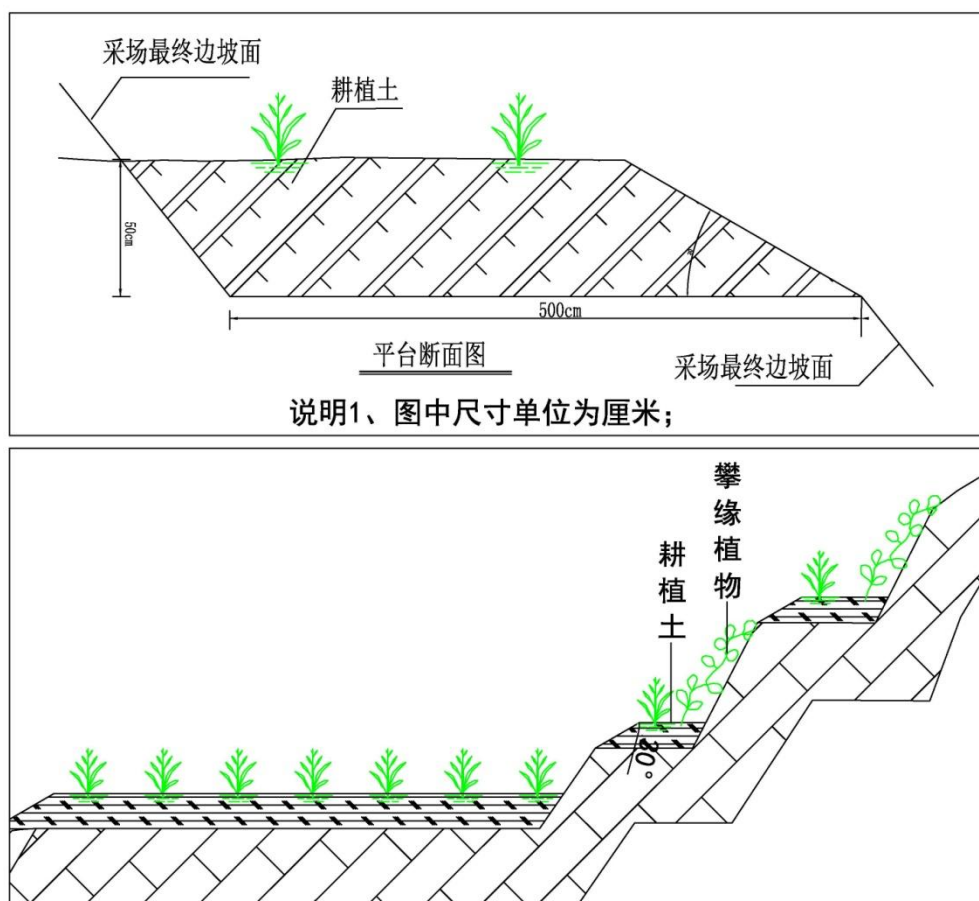 采场最终边坡面
耕植土
50cm
500cm
平台断面图
采场最终边坡面
说明1、图中尺寸单位为厘米；
攀缘植物
耕植土
30°